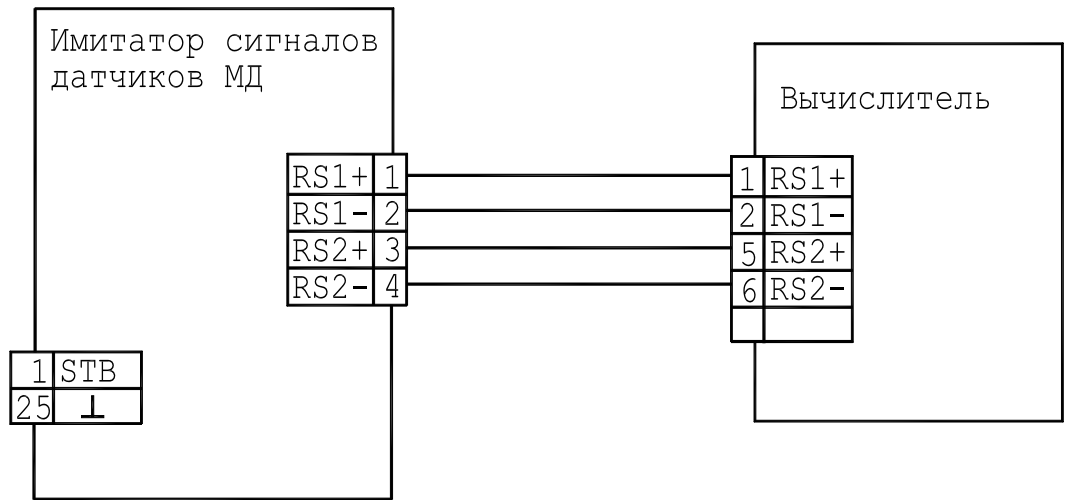 Имитатор сигналов
датчиков МД
Вычислитель
RS1+ 1
RS1- 2
RS2+ 3
RS2- 4
1 RS1+
2 RS1-
5 RS2+
6 RS2-
1 STB
25 ⊥